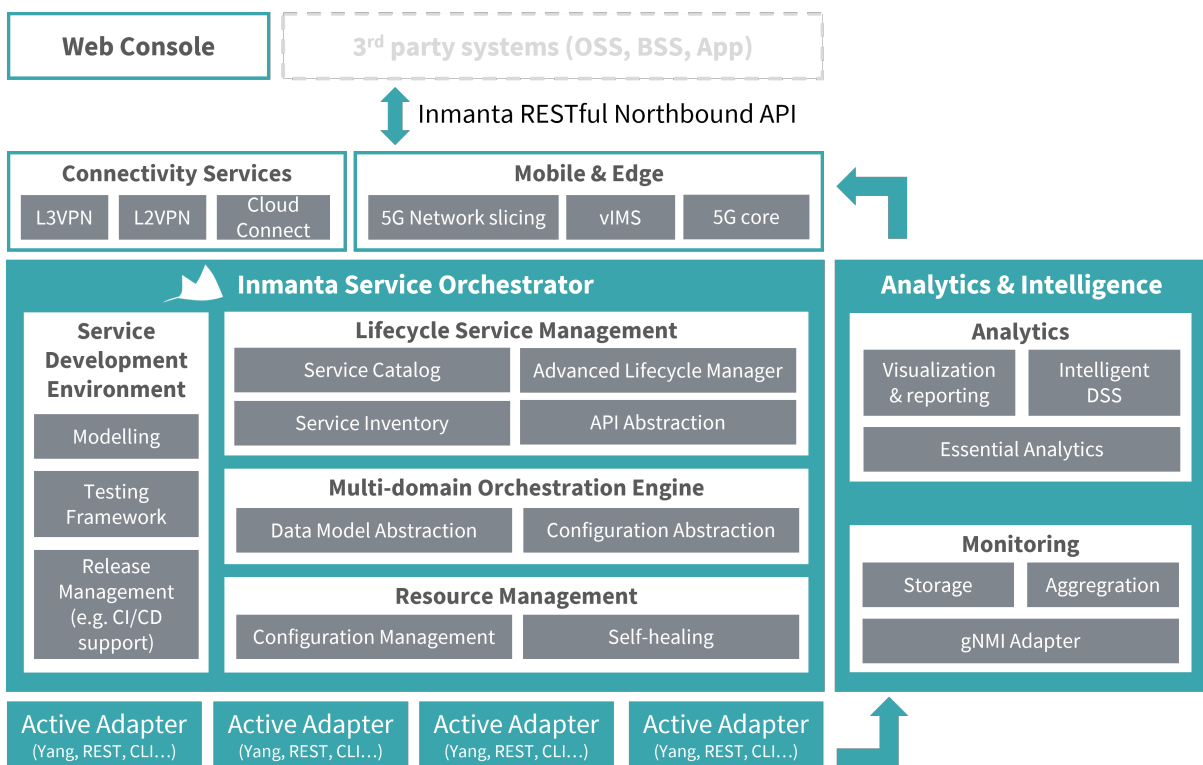 Web Console
3rd party systems (OSS, BSS, App)
Inmanta RESTful Northbound API
Connectivity Services
L3VPN
L2VPN
Cloud
Connect
Mobile & Edge
5G Network slicing
vIMS
5G core
Inmanta Service Orchestrator
Service
Development
Environment
Modelling
Testing
Framework
Release
Management
(e.g. CI/CD
support)
Lifecycle Service Management
Service Catalog
Advanced Lifecycle Manager
Service Inventory
API Abstraction
Multi-domain Orchestration Engine
Data Model Abstraction
Configuration Abstraction
Resource Management
Configuration Management
Self-healing
Analytics & Intelligence
Analytics
Visualization
& reporting
Intelligent
DSS
Essential Analytics
Monitoring
Storage
Aggregration
gNMI Adapter
Active Adapter
(Yang, REST, CLI...)
Active Adapter
(Yang, REST, CLI...)
Active Adapter
(Yang, REST, CLI...)
Active Adapter
(Yang, REST, CLI...)